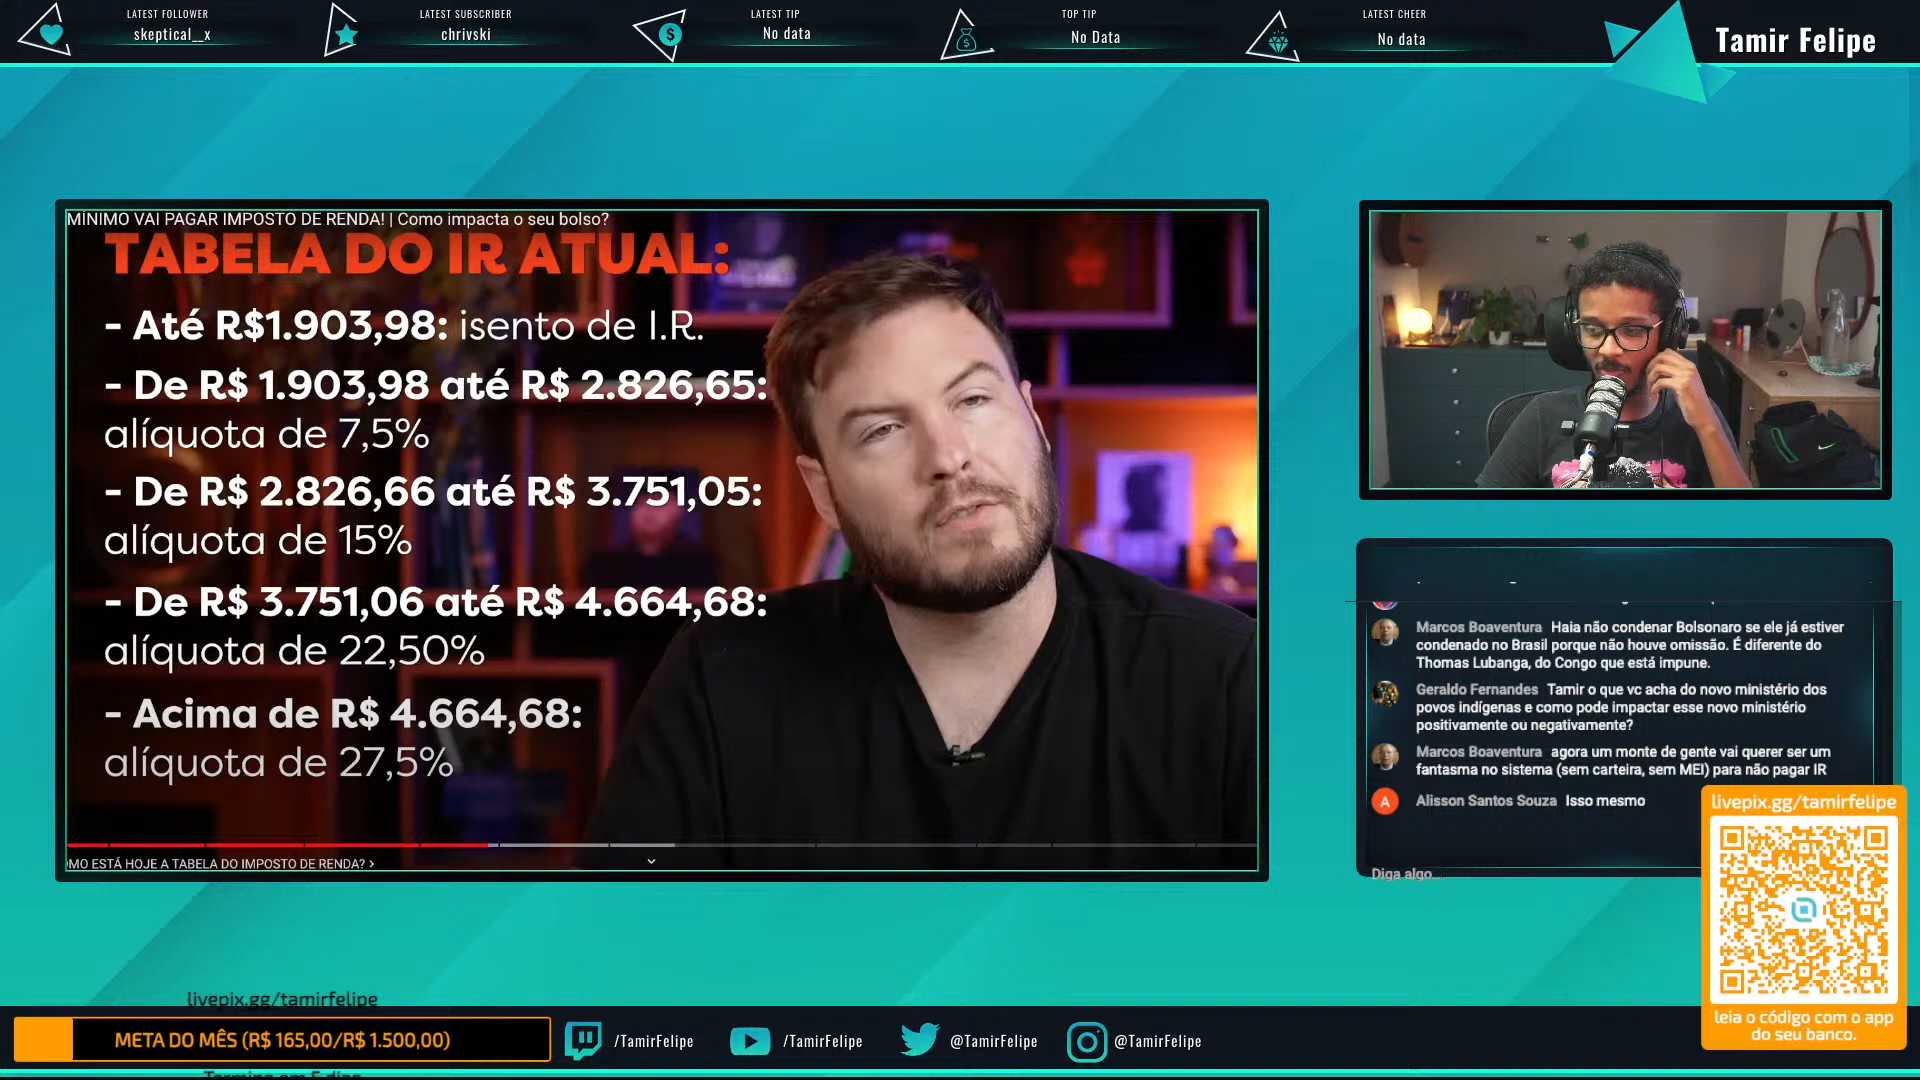 LATEST FOLLOWER
skeptical__x
LATEST SUBSCRIBER
chrivski
LATEST TIP
No data
TOP TIP
No Data
LATEST CHEER
No data
Tamir Felipe
MINIMO VAI PAGAR IMPOSTO DE RENDA! | Como impacta o seu bolso?
TABELA DO IR ATUAL:
- Até R$1.903,98: isento de I.R.
- De R$ 1.903,98 até R$ 2.826,65:
alíquota de 7,5%
- De R$ 2.826,66 até R$ 3.751,05:
alíquota de 15%
- De R$ 3.751,06 até R$ 4.664,68:
alíquota de 22,50%
- Acima de R$ 4.664,68:
alíquota de 27,5%
MO ESTÁ HOJE A TABELA DO IMPOSTO DE RENDA? >
Marcos Boaventura Haia não condenar Bolsonaro se ele já estiver
condenado no Brasil porque não houve omissão. É diferente do
Thomas Lubanga, do Congo que está impune.
Geraldo Fernandes Tamir o que vc acha do novo ministério dos
povos indígenas e como pode impactar esse novo ministério
positivamente ou negativamente?
Marcos Boaventura agora um monte de gente vai querer ser um
fantasma no sistema (sem carteira, sem MEI) para não pagar IR
A
Alisson Santos Souza Isso mesmo
Diga algo...
livepix.gg/tamirfelipe
leia o código com o app
do seu banco.
livepix.gg/tamirfelipe
META DO MÊS (R$ 165,00/R$ 1.500,00)
Termina em 5 dias
/TamirFelipe
/TamirFelipe
@TamirFelipe
@TamirFelipe